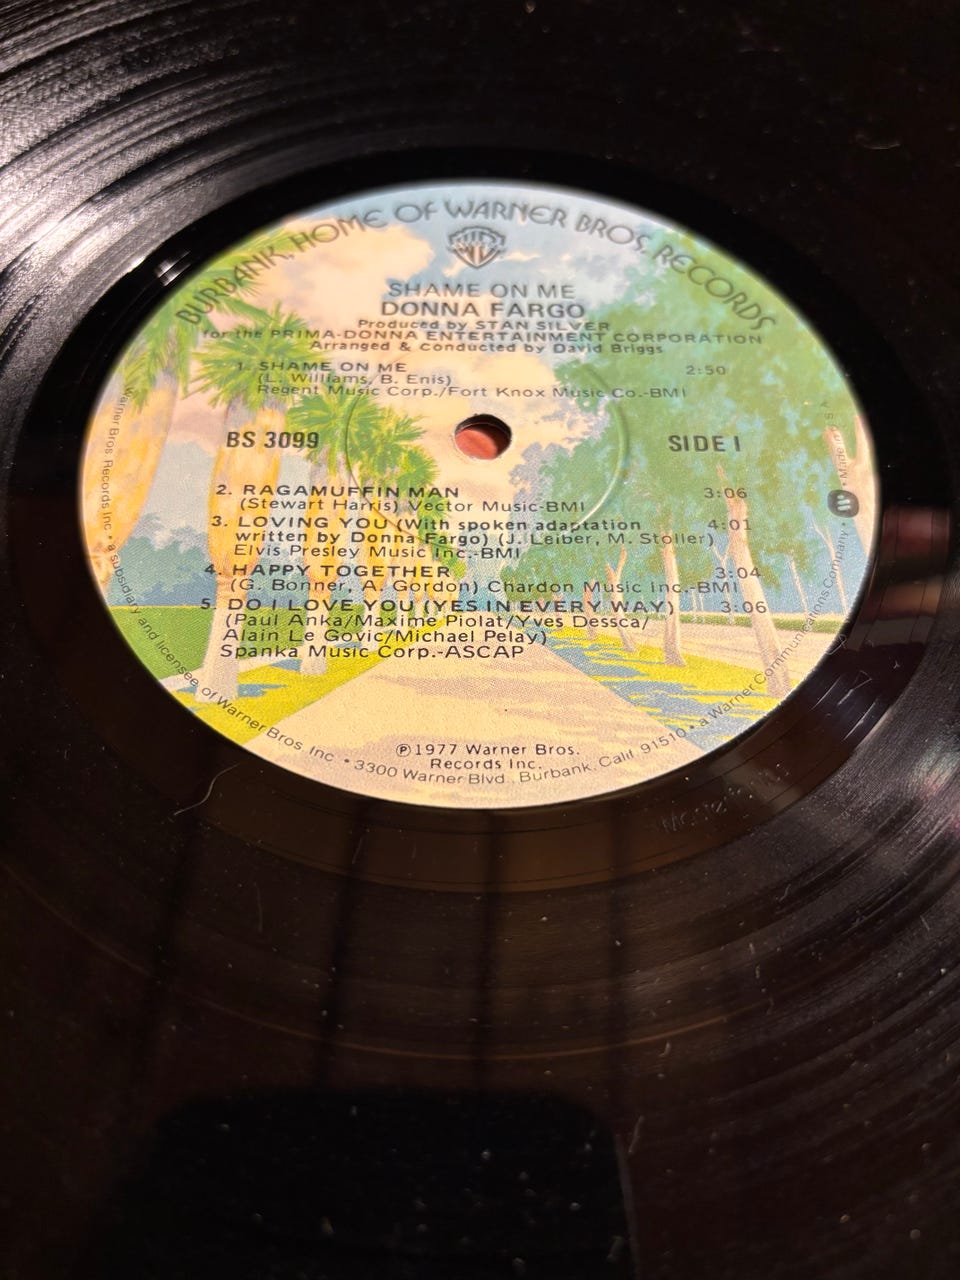 BURBANK, HOME OF WARNER BROS. RECORDS
WB
SHAME ON ME
DONNA FARGO
Produced by STAN SILVER
for the PRIMA-DONNA ENTERTAINMENT CORPORATION
Arranged & Conducted by David Briggs
1. SHAME ON ME 2:50
(L. Williams, B. Enis)
Regent Music Corp./Fort Knox Music Co.-BMI
BS 3099 SIDE 1
2. RAGAMUFFIN MAN 3:06
(Stewart Harris) Vector Music-BMI
3. LOVING YOU (With spoken adaptation 4:01
written by Donna Fargo) (J. Leiber, M. Stoller)
Elvis Presley Music Inc.-BMI
4. HAPPY TOGETHER 3:04
(G. Bonner, A. Gordon) Chardon Music Inc.-BMI
5. DO I LOVE YOU (YES IN EVERY WAY) 3:06
(Paul Anka/Maxime Piolat/Yves Dessca/
Alain Le Govic/Michael Pelay)
Spanka Music Corp.-ASCAP
℗1977 Warner Bros.
Records Inc.
Warner Bros. Records Inc. • a subsidiary and licensee of Warner Bros. Inc. • 3300 Warner Blvd., Burbank, Calif. 91510 • a Warner Communications Company • Made in U.S.A.